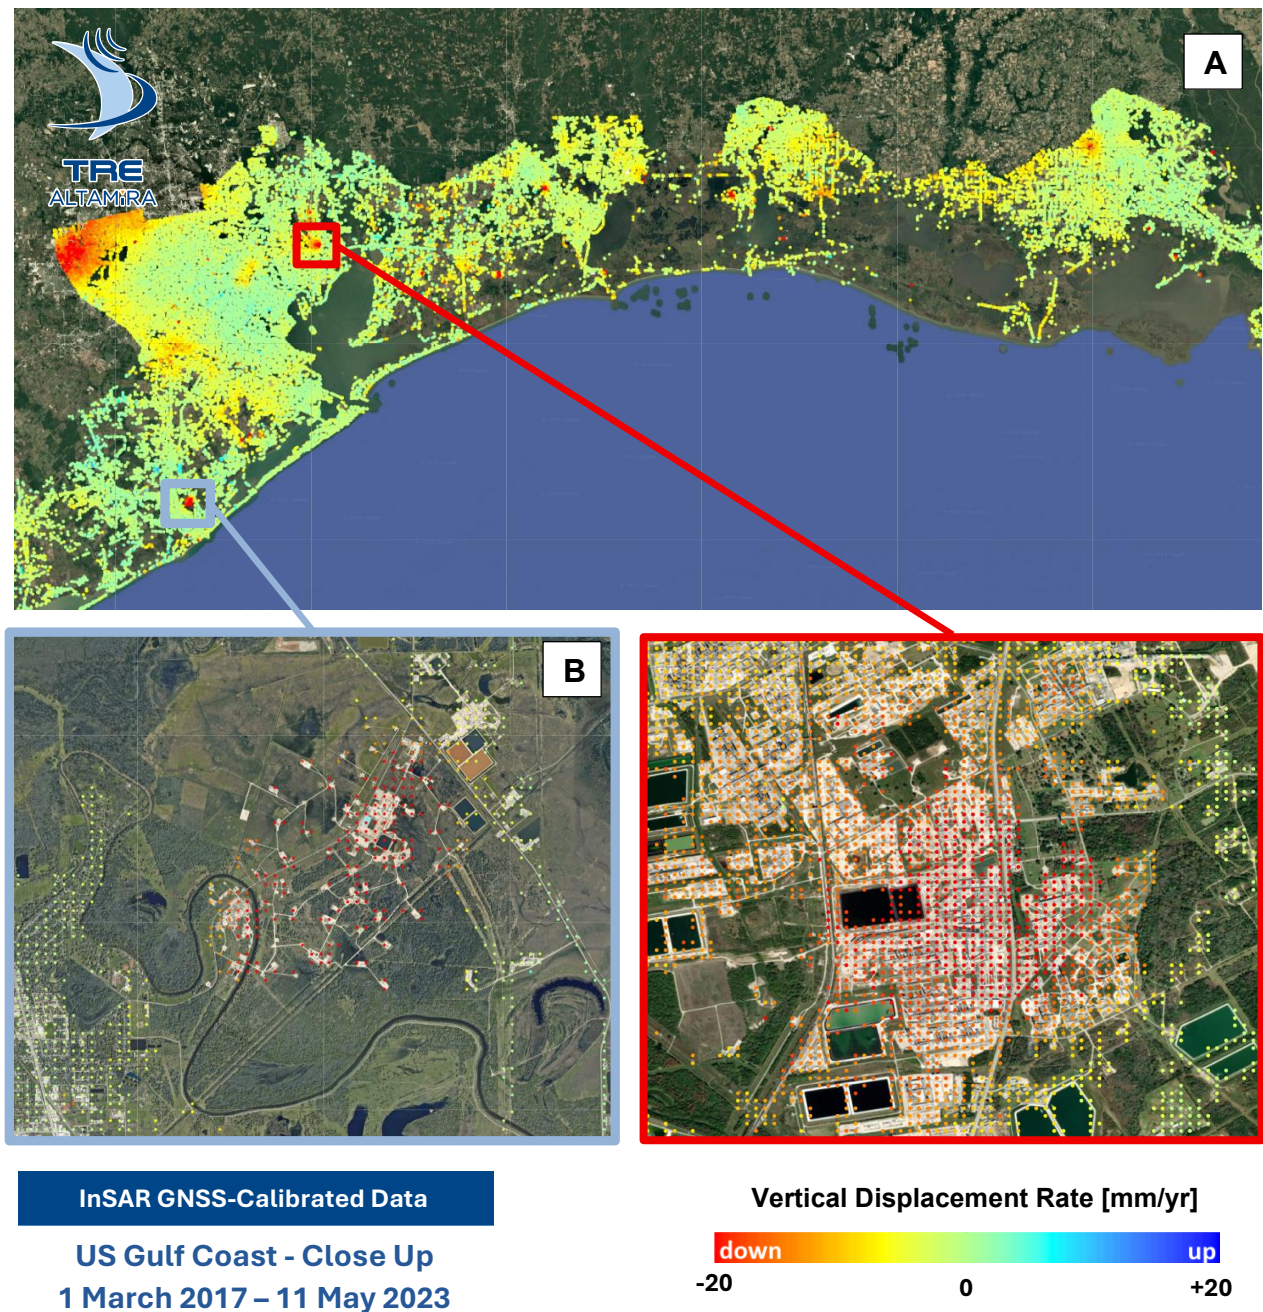 TRE
ALTAMIRA
A
B
InSAR GNSS-Calibrated Data
US Gulf Coast - Close Up
1 March 2017 – 11 May 2023
Vertical Displacement Rate [mm/yr]
down
up
-20
0
+20